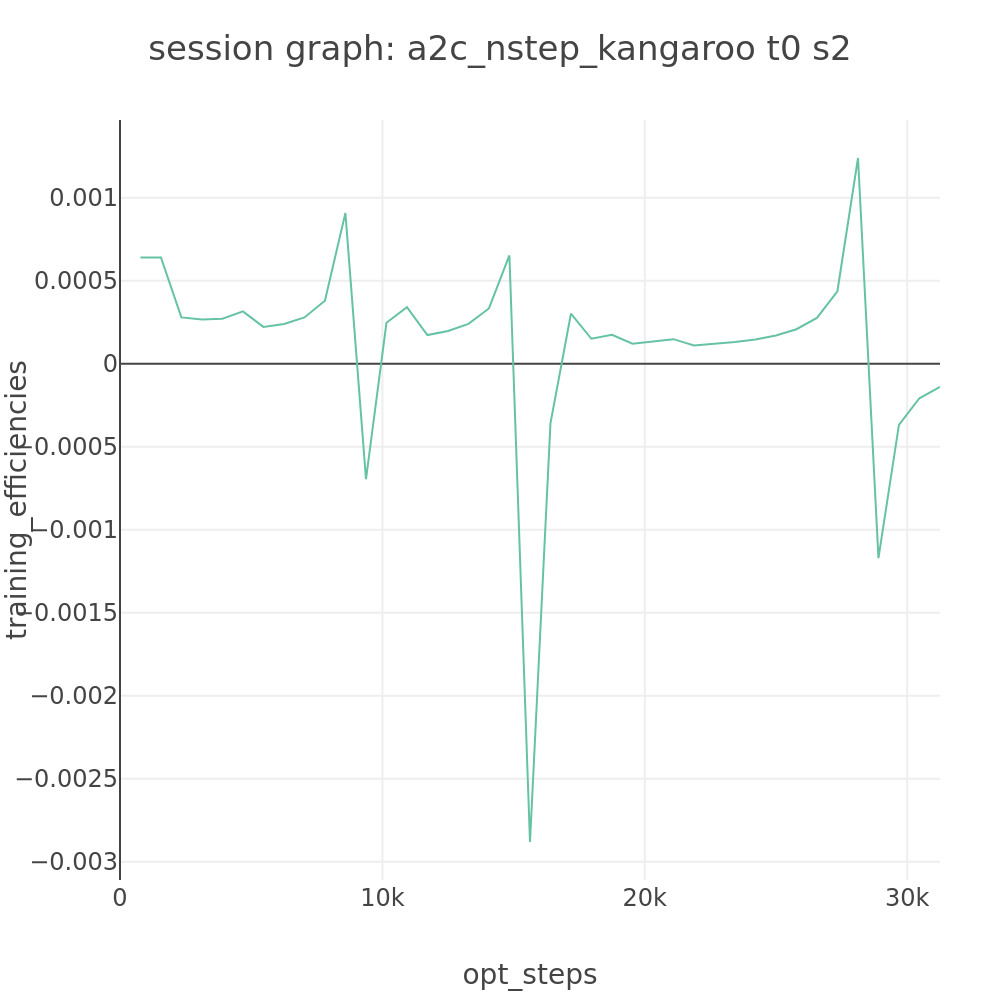 session graph: a2c_nstep_kangaroo t0 s2
0.001
0.0005
0
−0.0005
−0.001
−0.0015
−0.002
−0.0025
−0.003
training_efficiencies
0
10k
20k
30k
opt_steps